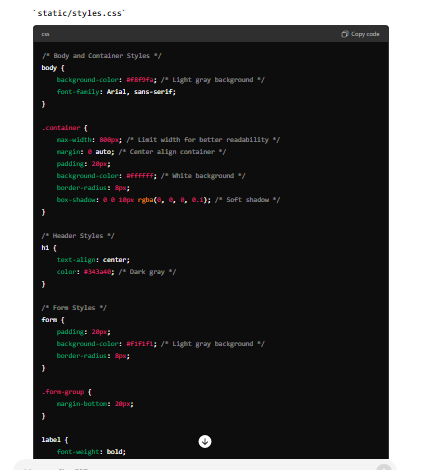 `static/styles.css`
css
Copy code
/* Body and Container Styles */
body {
background-color: #f8f9fa; /* Light gray background */
font-family: Arial, sans-serif;
}
.container {
max-width: 800px; /* Limit width for better readability */
margin: 0 auto; /* Center align container */
padding: 20px;
background-color: #ffffff; /* White background */
border-radius: 8px;
box-shadow: 0 0 10px rgba(0, 0, 0, 0.1); /* Soft shadow */
}
/* Header Styles */
h1 {
text-align: center;
color: #343a40; /* Dark gray */
}
/* Form Styles */
form {
padding: 20px;
background-color: #f1f1f1; /* Light gray background */
border-radius: 8px;
}
.form-group {
margin-bottom: 20px;
}
label {
font-weight: bold;